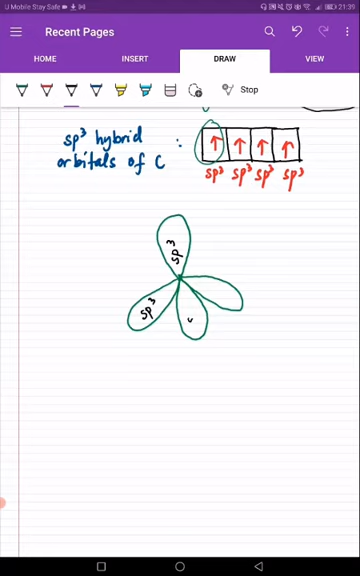 U Mobile Stay Safe
21:39
Recent Pages
HOME INSERT DRAW VIEW
Stop
sp³ hybrid
orbitals of C :
↑ ↑ ↑ ↑
sp³ sp³ sp³ sp³
sp³
sp³